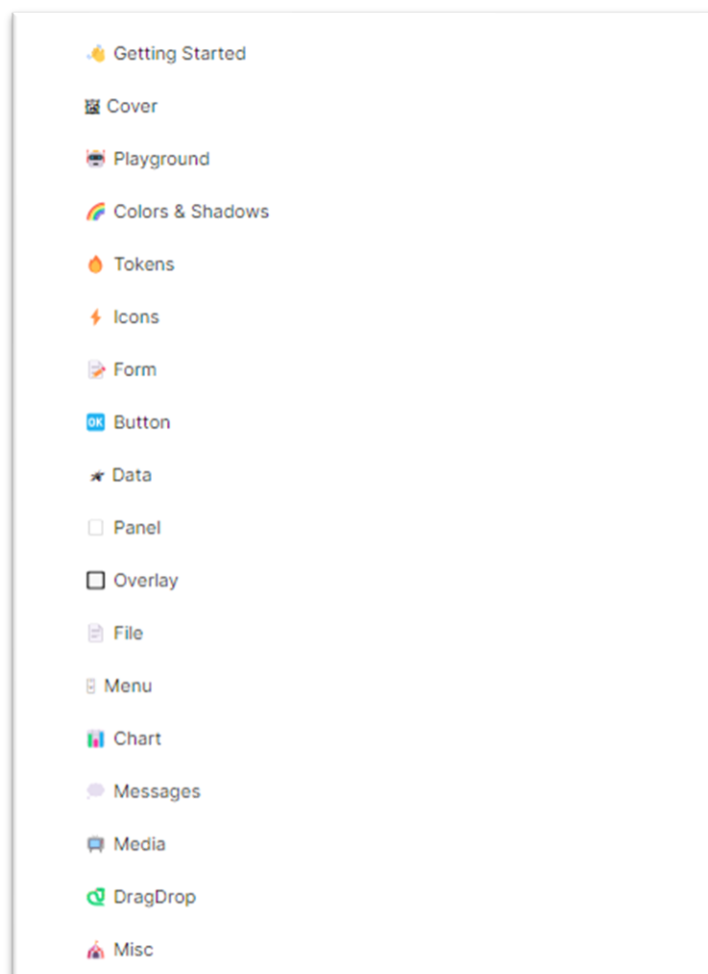 Getting Started
Cover
Playground
Colors & Shadows
Tokens
Icons
Form
OK Button
Data
Panel
Overlay
File
Menu
Chart
Messages
Media
DragDrop
Misc